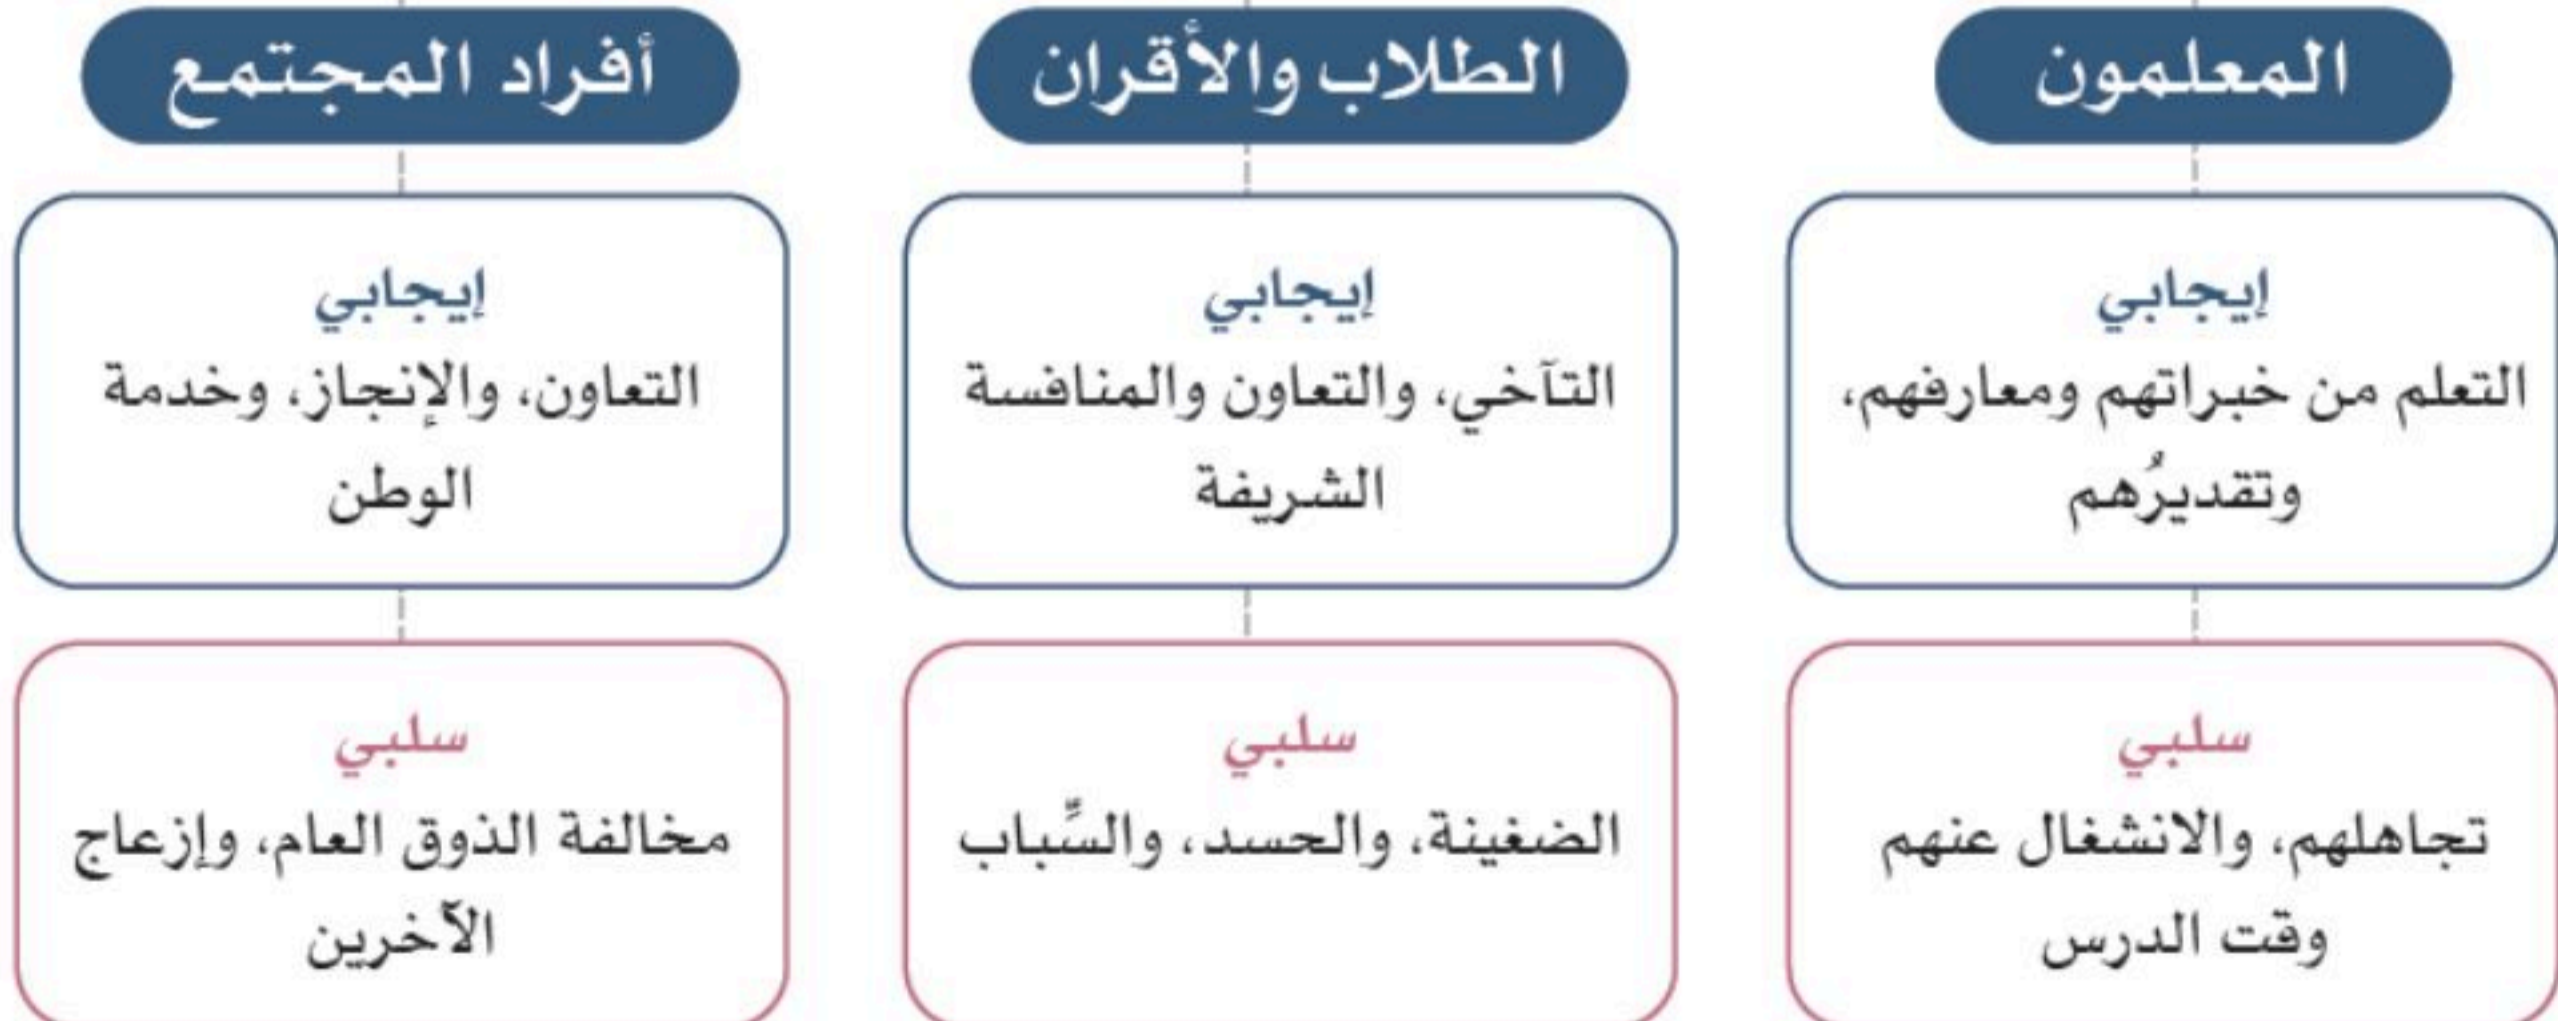 المعلمون
إيجابي
التعلم من خبراتهم ومعارفهم،
وتقديرُهم
سلبي
تجاهلهم، والانشغال عنهم
وقت الدرس
الطلاب والأقران
إيجابي
التآخي، والتعاون والمنافسة
الشريفة
سلبي
الضغينة، والحسد، والسِّباب
أفراد المجتمع
إيجابي
التعاون، والإنجاز، وخدمة
الوطن
سلبي
مخالفة الذوق العام، وإزعاج
الآخرين